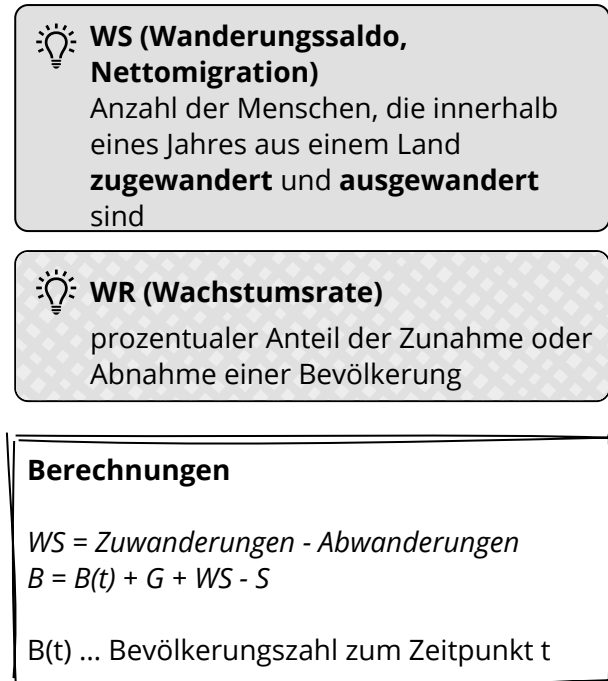 WS (Wanderungssaldo,
Nettomigration)
Anzahl der Menschen, die innerhalb
eines Jahres aus einem Land
zugewandert und ausgewandert
sind
WR (Wachstumsrate)
prozentualer Anteil der Zunahme oder
Abnahme einer Bevölkerung
Berechnungen
WS = Zuwanderungen - Abwanderungen
B = B(t) + G + WS - S
B(t) ... Bevölkerungszahl zum Zeitpunkt t